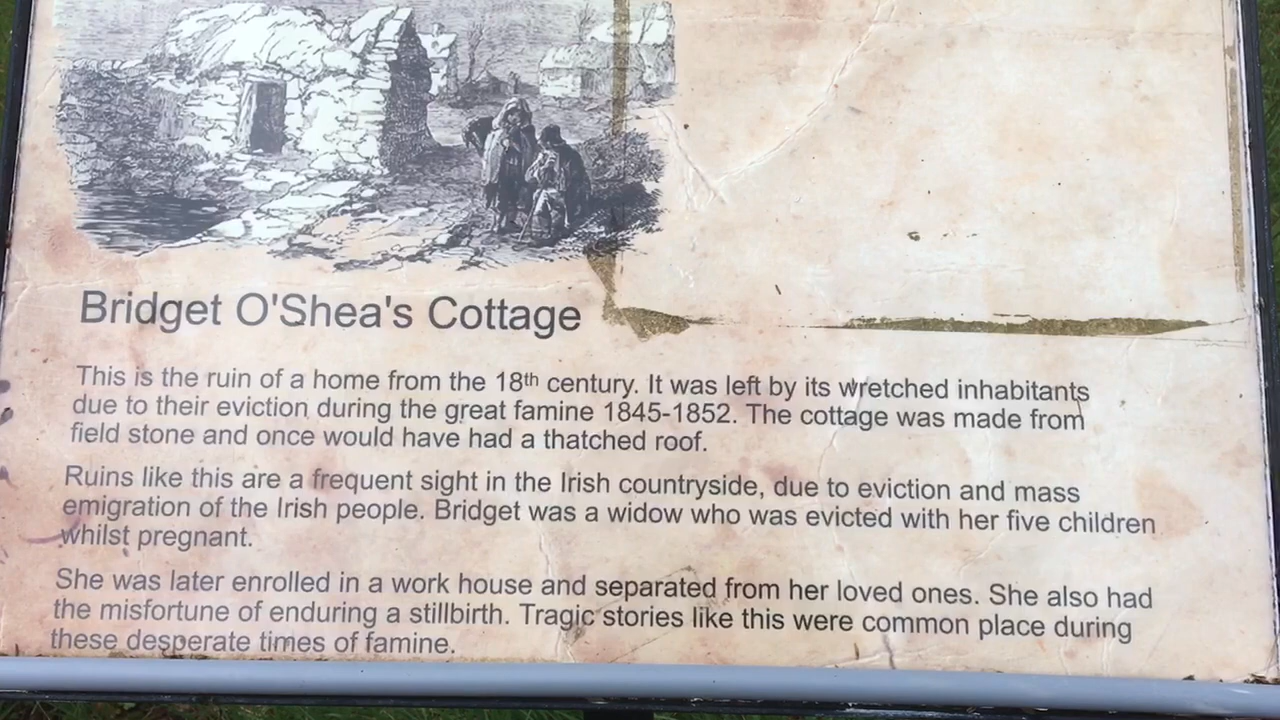 Bridget O'Shea's Cottage
This is the ruin of a home from the 18th century. It was left by its wretched inhabitants
due to their eviction during the great famine 1845-1852. The cottage was made from
field stone and once would have had a thatched roof.
Ruins like this are a frequent sight in the Irish countryside, due to eviction and mass
emigration of the Irish people. Bridget was a widow who was evicted with her five children
whilst pregnant.
She was later enrolled in a work house and separated from her loved ones. She also had
the misfortune of enduring a stillbirth. Tragic stories like this were common place during
these desperate times of famine.